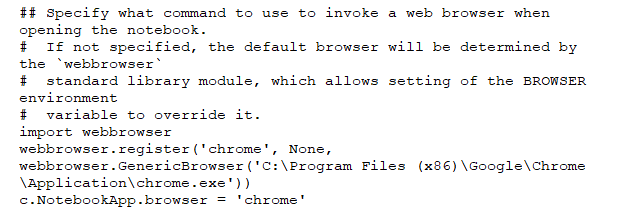 ## Specify what command to use to invoke a web browser when
opening the notebook.
#  If not specified, the default browser will be determined by
the `webbrowser`
#  standard library module, which allows setting of the BROWSER
environment
#  variable to override it.
import webbrowser
webbrowser.register('chrome', None,
webbrowser.GenericBrowser('C:\Program Files (x86)\Google\Chrome
\Application\chrome.exe'))
c.NotebookApp.browser = 'chrome'